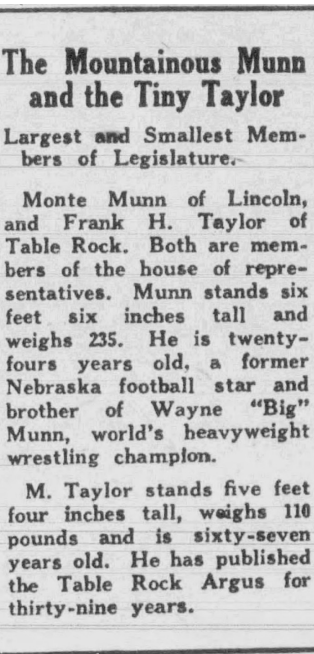 The Mountainous Munn
and the Tiny Taylor
Largest and Smallest Mem-
bers of Legislature.
Monte Munn of Lincoln,
and Frank H. Taylor of
Table Rock. Both are mem-
bers of the house of repre-
sentatives. Munn stands six
feet six inches tall and
weighs 235. He is twenty-
fours years old, a former
Nebraska football star and
brother of Wayne "Big"
Munn, world's heavyweight
wrestling champion.
M. Taylor stands five feet
four inches tall, weighs 110
pounds and is sixty-seven
years old. He has published
the Table Rock Argus for
thirty-nine years.